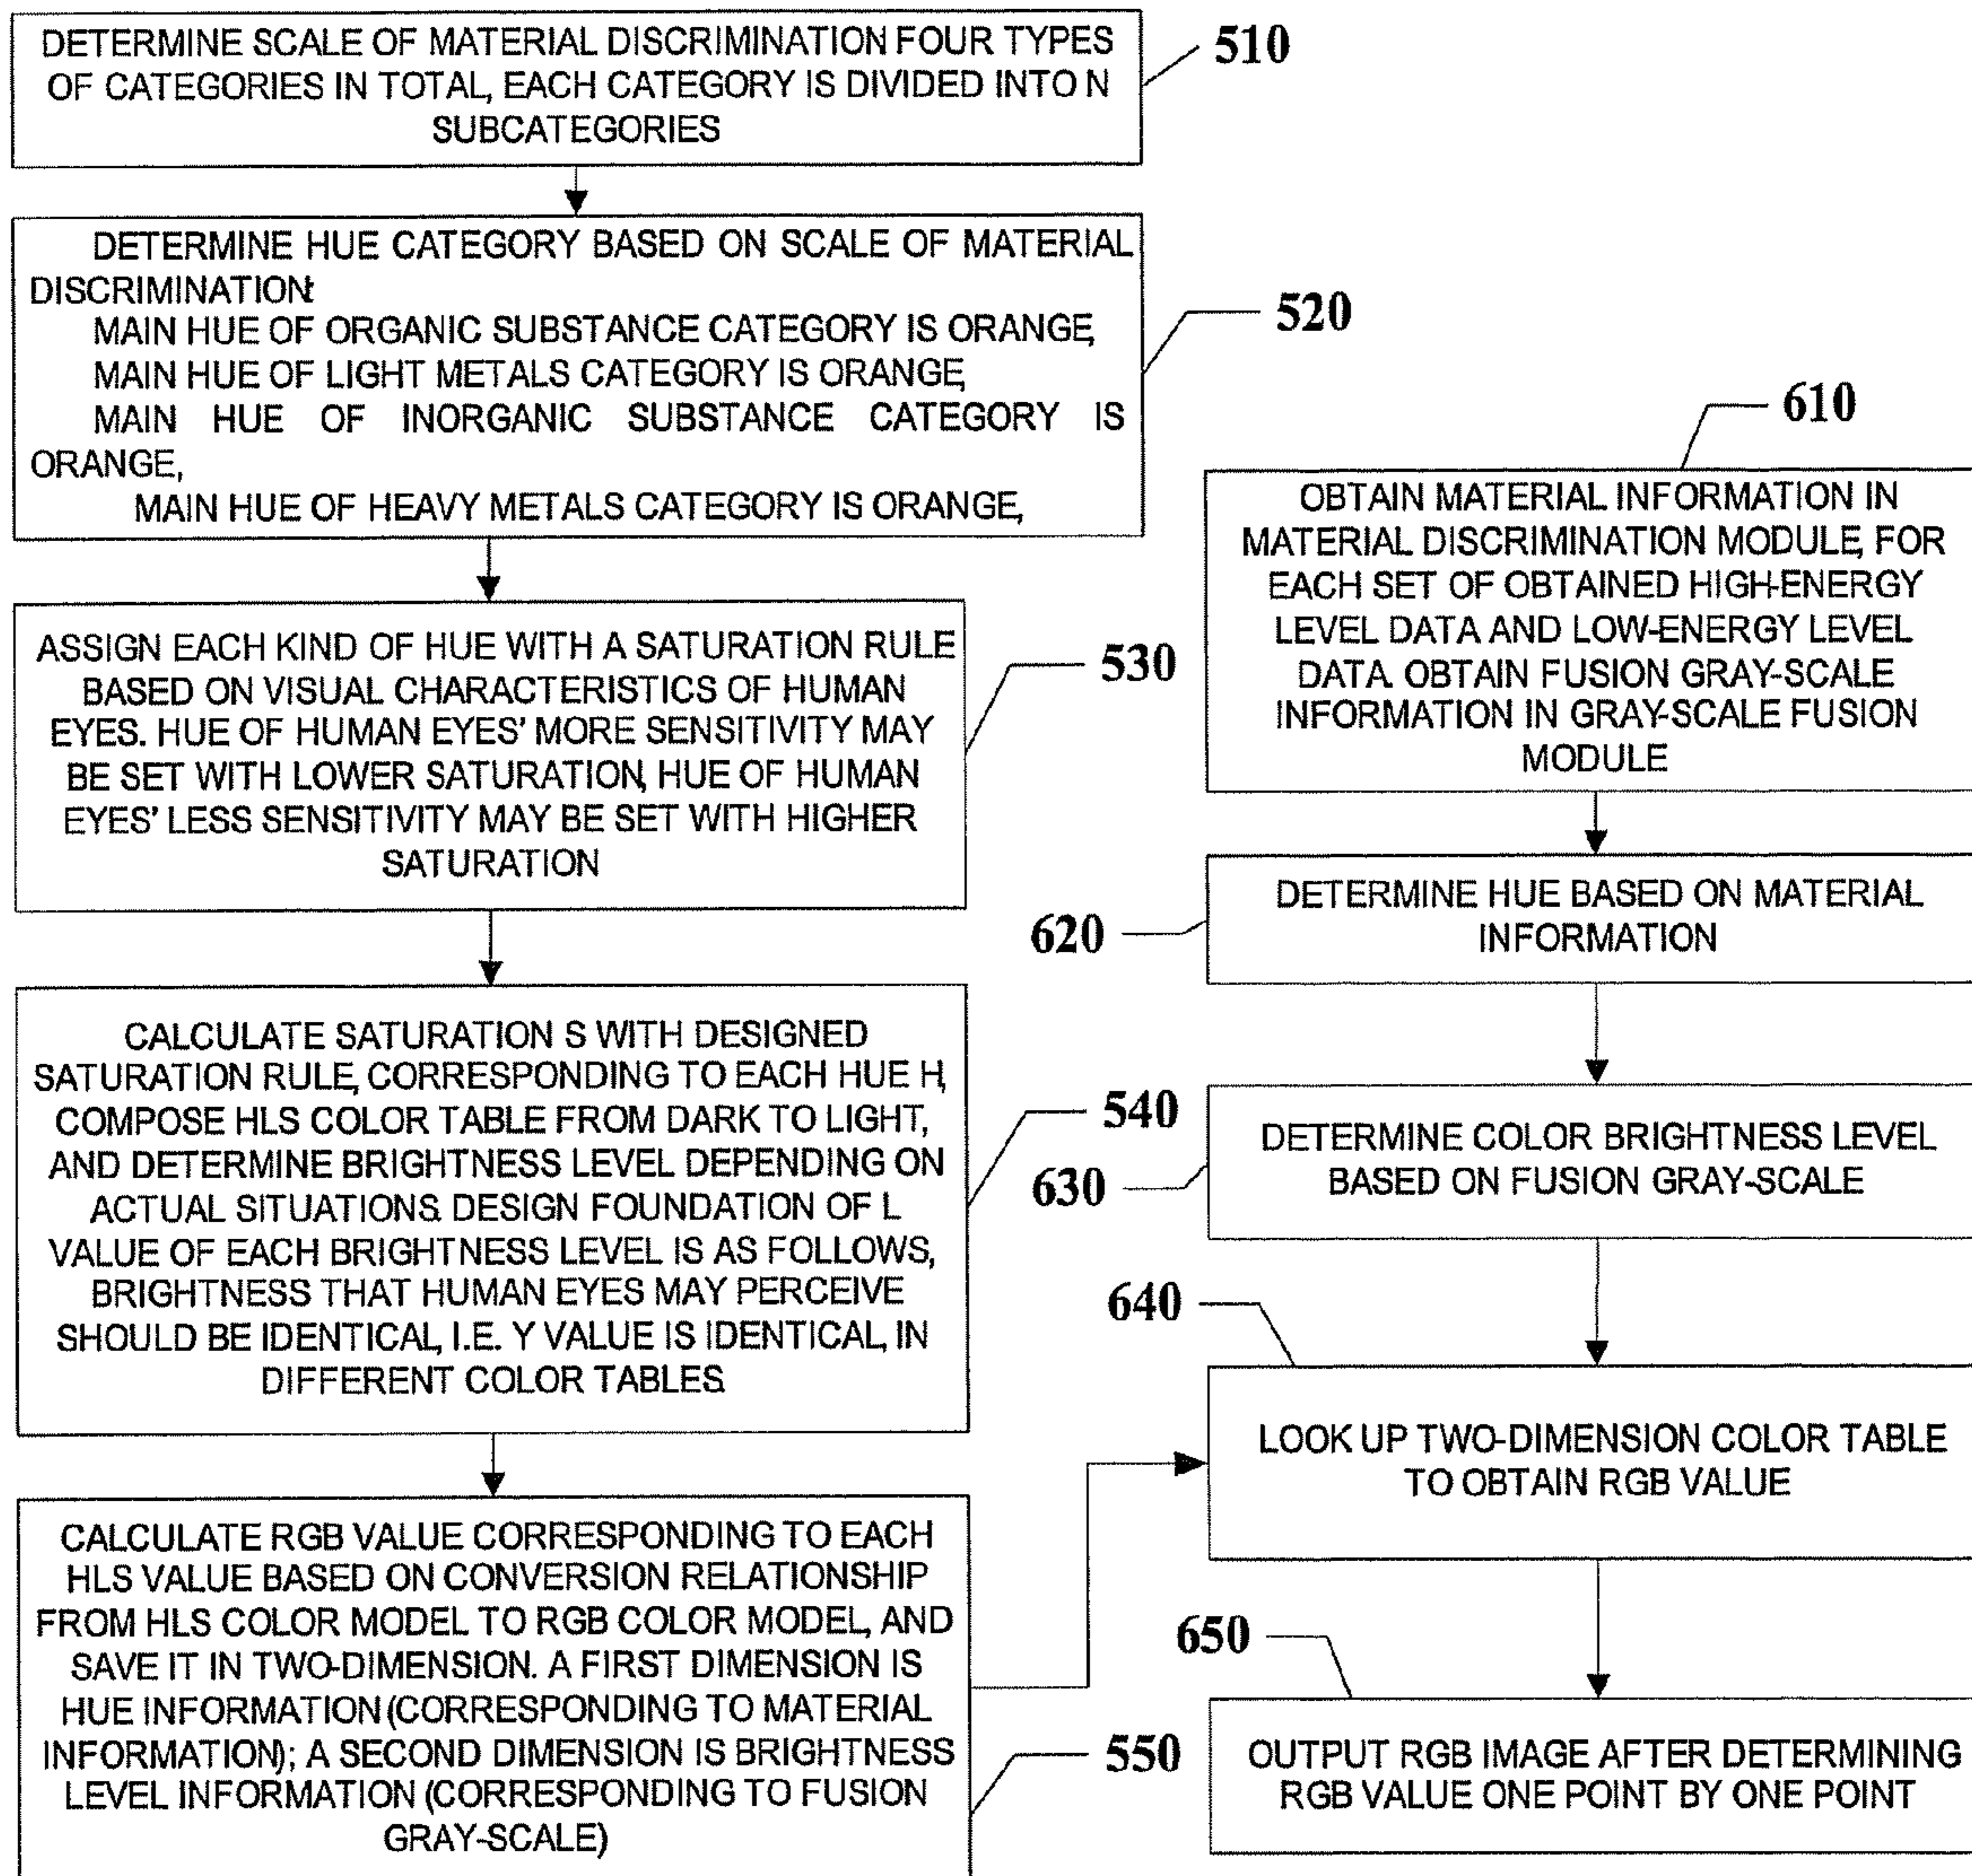 DETERMINE SCALE OF MATERIAL DISCRIMINATION FOUR TYPES
OF CATEGORIES IN TOTAL, EACH CATEGORY IS DIVIDED INTO N
SUBCATEGORIES
510
DETERMINE HUE CATEGORY BASED ON SCALE OF MATERIAL
DISCRIMINATION:
MAIN HUE OF ORGANIC SUBSTANCE CATEGORY IS ORANGE,
MAIN HUE OF LIGHT METALS CATEGORY IS ORANGE,
MAIN HUE OF INORGANIC SUBSTANCE CATEGORY IS
ORANGE,
MAIN HUE OF HEAVY METALS CATEGORY IS ORANGE,
520
ASSIGN EACH KIND OF HUE WITH A SATURATION RULE
BASED ON VISUAL CHARACTERISTICS OF HUMAN
EYES. HUE OF HUMAN EYES' MORE SENSITIVITY MAY
BE SET WITH LOWER SATURATION, HUE OF HUMAN
EYES' LESS SENSITIVITY MAY BE SET WITH HIGHER
SATURATION
530
CALCULATE SATURATION S WITH DESIGNED
SATURATION RULE, CORRESPONDING TO EACH HUE H,
COMPOSE HLS COLOR TABLE FROM DARK TO LIGHT,
AND DETERMINE BRIGHTNESS LEVEL DEPENDING ON
ACTUAL SITUATIONS. DESIGN FOUNDATION OF L
VALUE OF EACH BRIGHTNESS LEVEL IS AS FOLLOWS,
BRIGHTNESS THAT HUMAN EYES MAY PERCEIVE
SHOULD BE IDENTICAL, I.E. Y VALUE IS IDENTICAL, IN
DIFFERENT COLOR TABLES.
540
CALCULATE RGB VALUE CORRESPONDING TO EACH
HLS VALUE BASED ON CONVERSION RELATIONSHIP
FROM HLS COLOR MODEL TO RGB COLOR MODEL, AND
SAVE IT IN TWO-DIMENSION. A FIRST DIMENSION IS
HUE INFORMATION (CORRESPONDING TO MATERIAL
INFORMATION); A SECOND DIMENSION IS BRIGHTNESS
LEVEL INFORMATION (CORRESPONDING TO FUSION
GRAY-SCALE)
550
610
OBTAIN MATERIAL INFORMATION IN
MATERIAL DISCRIMINATION MODULE, FOR
EACH SET OF OBTAINED HIGH-ENERGY
LEVEL DATA AND LOW-ENERGY LEVEL
DATA. OBTAIN FUSION GRAY-SCALE
INFORMATION IN GRAY-SCALE FUSION
MODULE
DETERMINE HUE BASED ON MATERIAL
INFORMATION
620
DETERMINE COLOR BRIGHTNESS LEVEL
BASED ON FUSION GRAY-SCALE
630
640
LOOK UP TWO-DIMENSION COLOR TABLE
TO OBTAIN RGB VALUE
650
OUTPUT RGB IMAGE AFTER DETERMINING
RGB VALUE ONE POINT BY ONE POINT